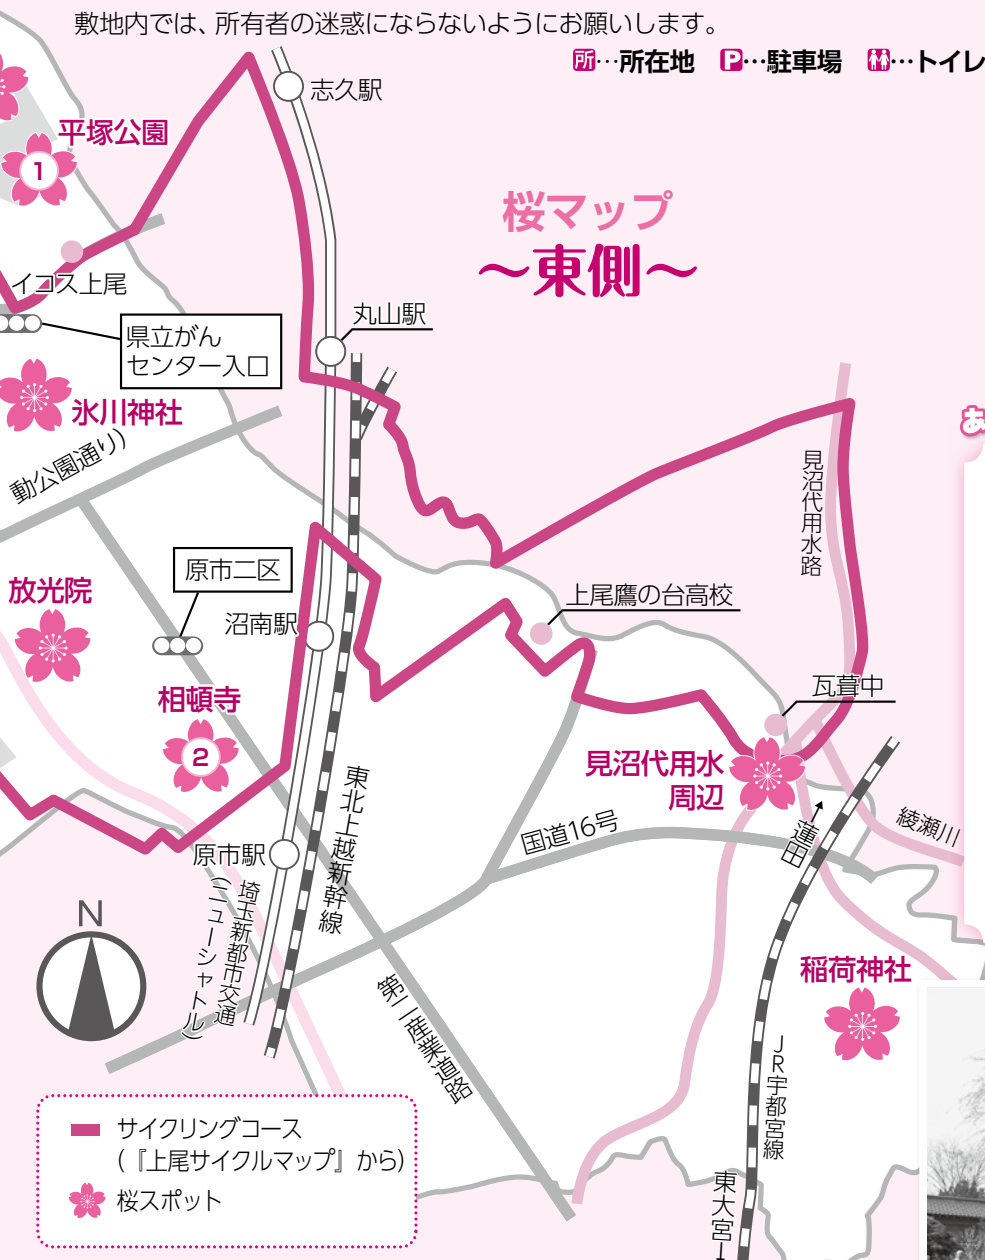 敷地内では、所有者の迷惑にならないようにお願いします。
所…所在地 P…駐車場 …トイレ
志久駅
平塚公園
1
桜マップ
～東側～
イコス上尾
丸山駅
県立がん
センター入口
氷川神社
動公園通り）
見沼代用水路
あ
原市二区
放光院
上尾鷹の台高校
沼南駅
瓦葺中
相頓寺
2
見沼代用水
周辺
東北上越新幹線
国道16号
←蓮田
綾瀬川
原市駅
埼玉新都市交通
（ニューシャトル）
N
稲荷神社
第二産業道路
JR宇都宮線
サイクリングコース
（『上尾サイクルマップ』から）
桜スポット
東大宮→